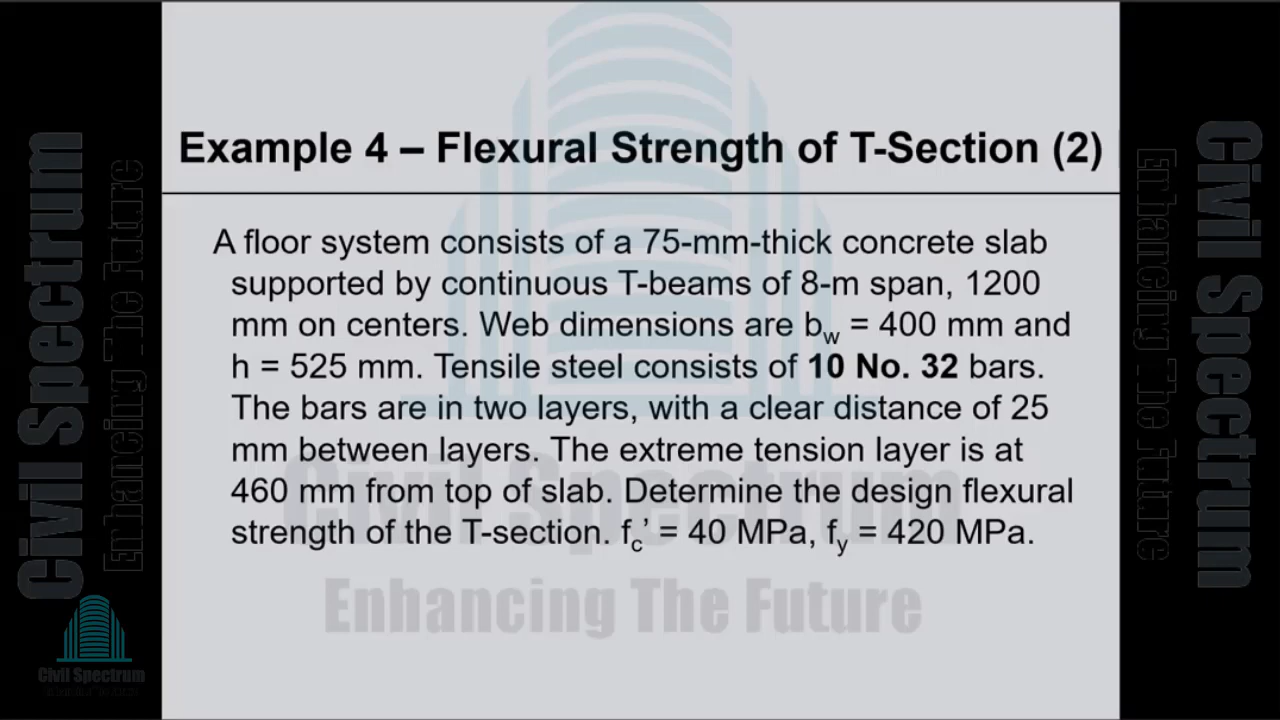 Example 4 – Flexural Strength of T-Section (2)
A floor system consists of a 75-mm-thick concrete slab
supported by continuous T-beams of 8-m span, 1200
mm on centers. Web dimensions are bw = 400 mm and
h = 525 mm. Tensile steel consists of 10 No. 32 bars.
The bars are in two layers, with a clear distance of 25
mm between layers. The extreme tension layer is at
460 mm from top of slab. Determine the design flexural
strength of the T-section. fc’ = 40 MPa, fy = 420 MPa.
Civil Spectrum
Enhancing The Future
Civil Spectrum
Enhancing The Future
Civil Spectrum
Enhancing The Future
Civil Spectrum